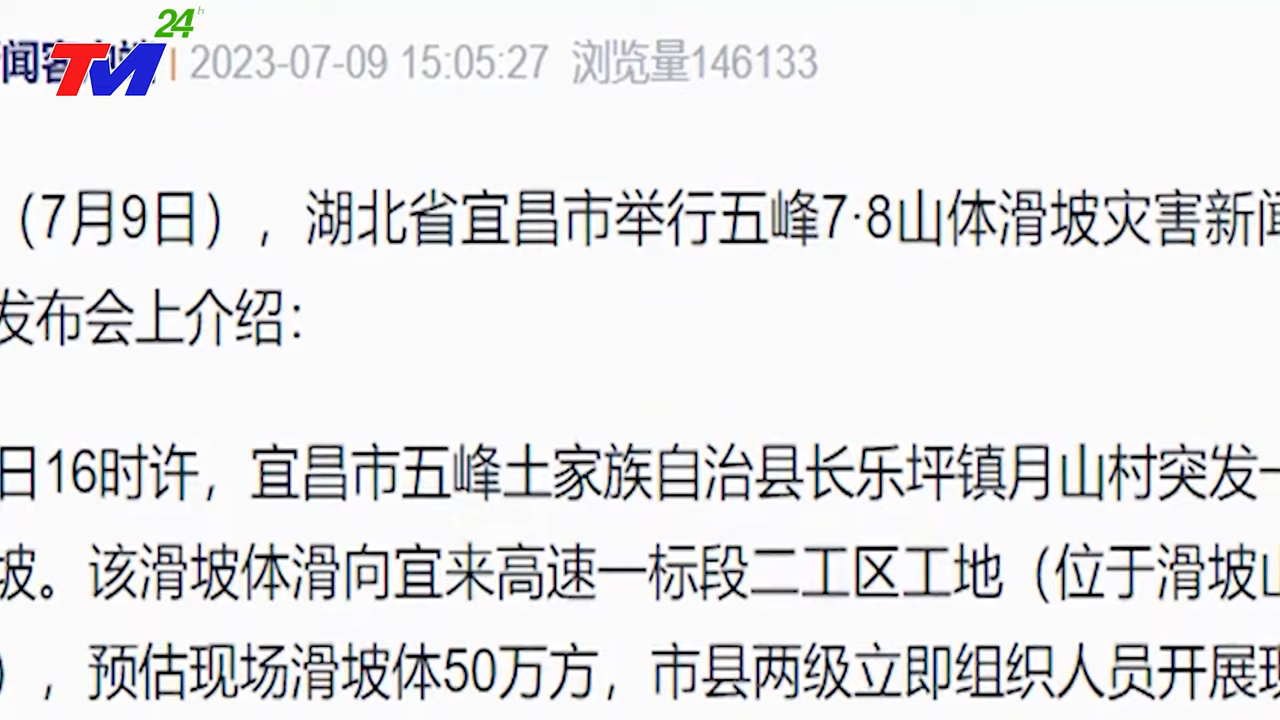 24h
TM
闻客户端 | 2023-07-09 15:05:27 浏览量146133
（7月9日），湖北省宜昌市举行五峰7·8山体滑坡灾害新闻
发布会上介绍：
日16时许，宜昌市五峰土家族自治县长乐坪镇月山村突发一
坡。该滑坡体滑向宜来高速一标段二工区工地（位于滑坡山
），预估现场滑坡体50万方，市县两级立即组织人员开展现